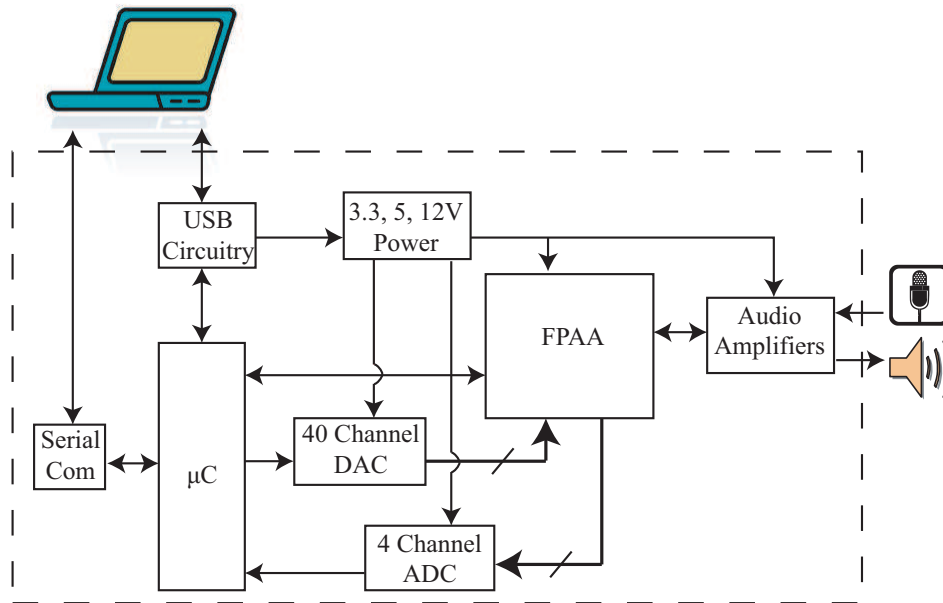 3.3, 5, 12V
Power
USB
Circuitry
FPAA
Audio
Amplifiers
40 Channel
DAC
Serial
Com
μC
4 Channel
ADC